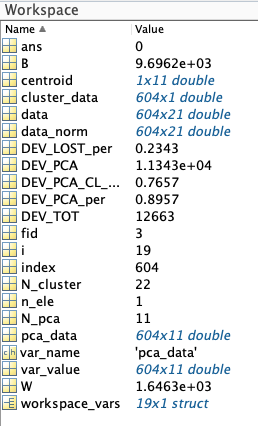 Workspace
Name Value
ans 0
B 9.6962e+03
centroid 1x11 double
cluster_data 604x1 double
data 604x21 double
data_norm 604x21 double
DEV_LOST_per 0.2343
DEV_PCA 1.1343e+04
DEV_PCA_CL_... 0.7657
DEV_PCA_per 0.8957
DEV_TOT 12663
fid 3
i 19
index 604
N_cluster 22
n_ele 1
N_pca 11
pca_data 604x11 double
ch var_name 'pca_data'
var_value 604x11 double
W 1.6463e+03
workspace_vars 19x1 struct